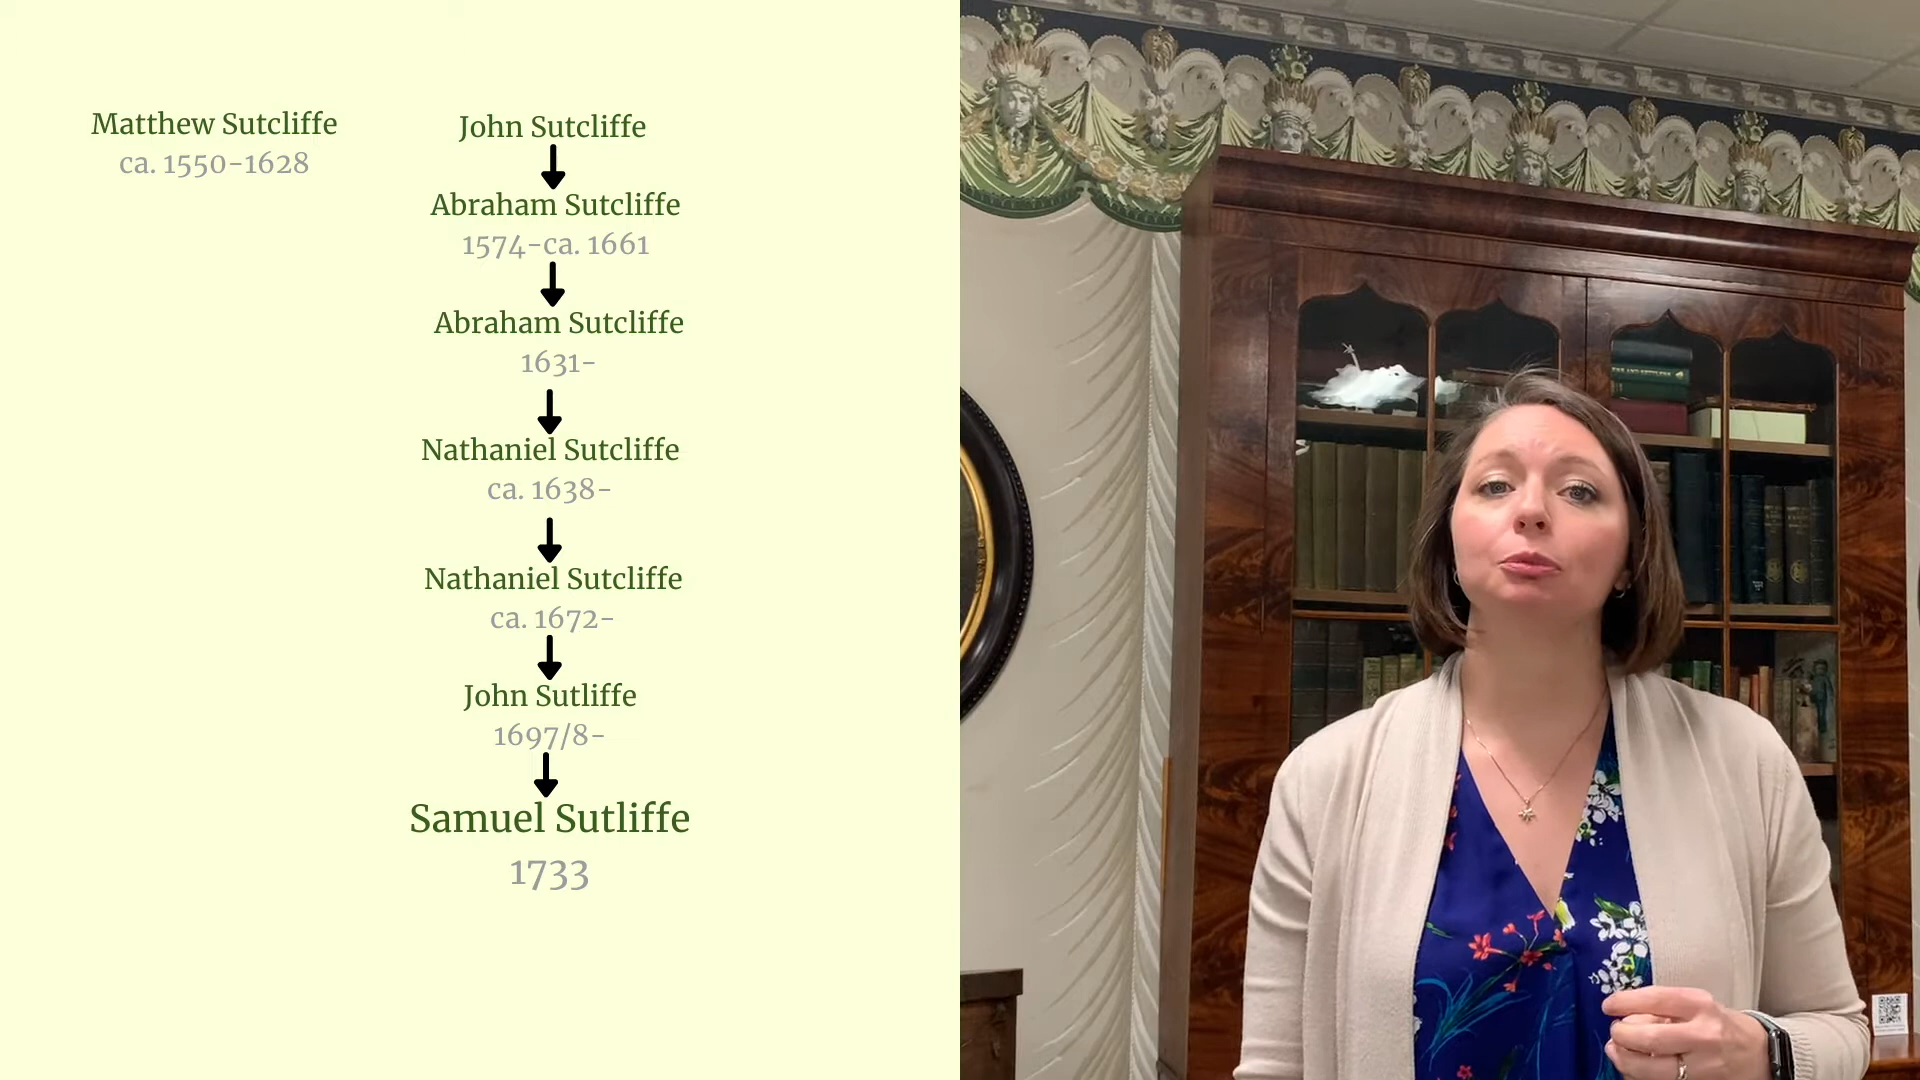 Matthew Sutcliffe
ca. 1550-1628
John Sutcliffe
Abraham Sutcliffe
1574-ca. 1661
Abraham Sutcliffe
1631-
Nathaniel Sutcliffe
ca. 1638-
Nathaniel Sutcliffe
ca. 1672-
John Sutliffe
1697/8-
Samuel Sutliffe
1733